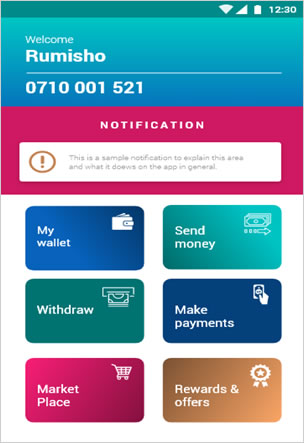 12:30
Welcome
Rumisho
0710 001 521
NOTIFICATION
This is a sample notification to explain this area
and what it doews on the app in general.
My
wallet
Send
money
Withdraw
Make
payments
Market
Place
Rewards &
offers